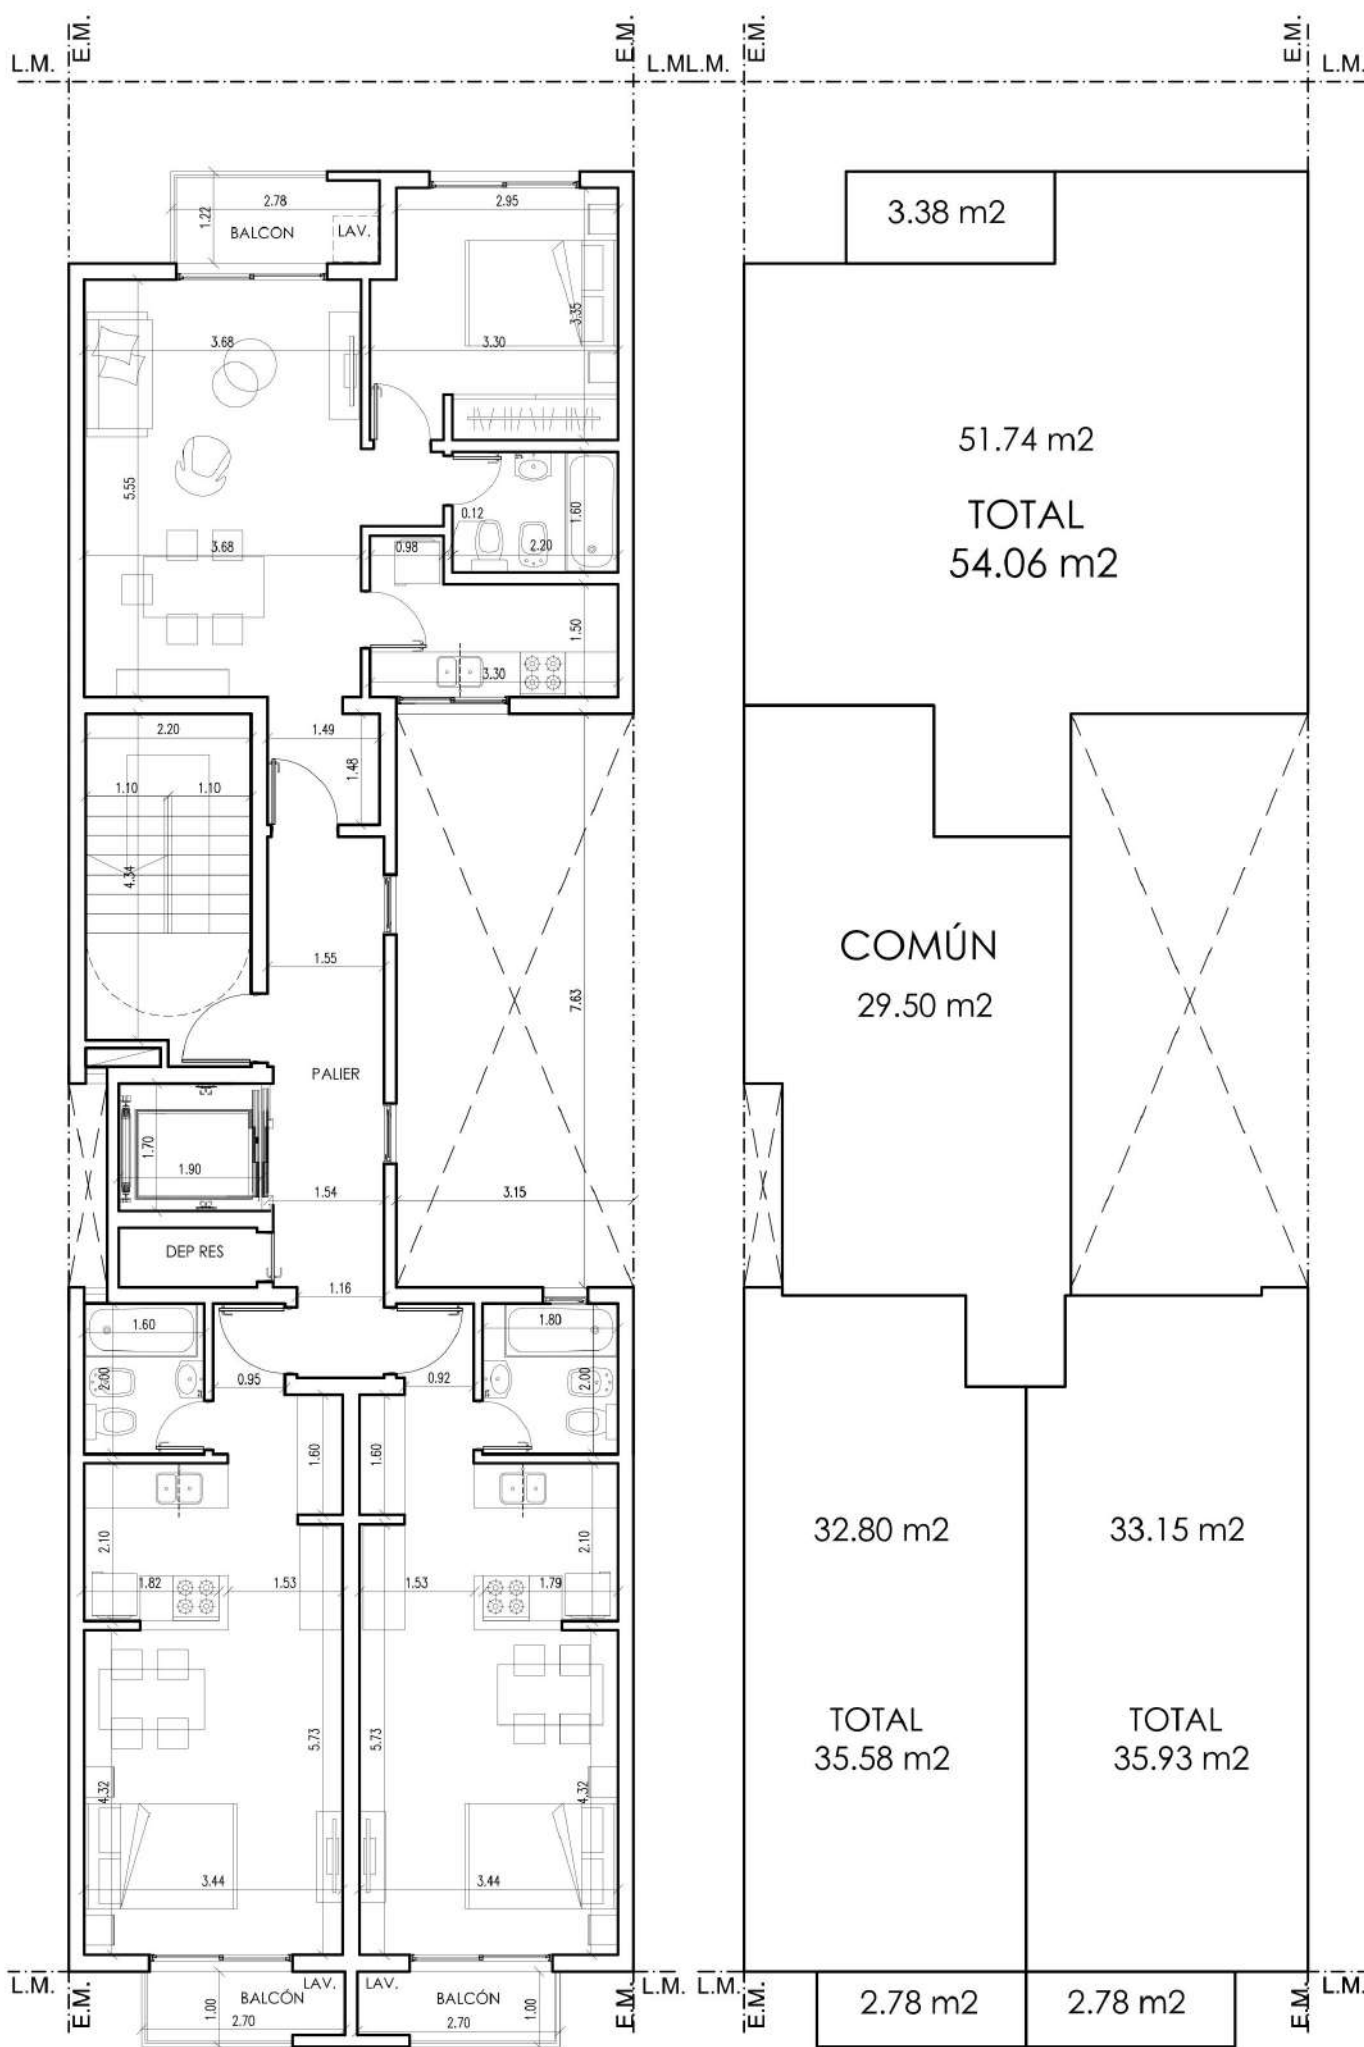 E.M.
E.M.
E.M.
E.M.
L.M.
L.M.
L.M.
L.M.
2.78
1.22
BALCON
LAV.
2.95
3.38 m2
3.68
3.30
3.35
51.74 m2
TOTAL
54.06 m2
5.55
3.68
0.98
0.12
1.60
2.20
1.50
3.30
2.20
1.49
1.48
1.10
1.10
4.34
1.55
7.63
COMÚN
29.50 m2
PALIER
1.70
1.90
1.54
3.15
DEP RES
1.16
1.60
1.80
2.00
0.95
0.92
2.00
1.60
1.60
2.10
2.10
32.80 m2
33.15 m2
1.82
1.53
1.53
1.79
5.73
5.73
TOTAL
35.58 m2
TOTAL
35.93 m2
4.32
4.32
3.44
3.44
L.M.
L.M.
L.M.
L.M.
E.M.
E.M.
E.M.
E.M.
LAV.
LAV.
BALCÓN
BALCÓN
1.00
1.00
2.70
2.70
2.78 m2
2.78 m2